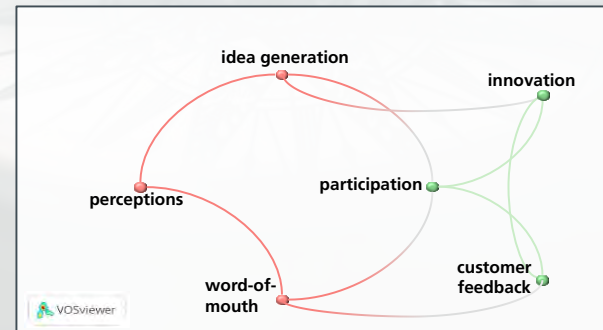 idea generation
innovation
participation
perceptions
customer
feedback
word-of-
mouth
VOSviewer